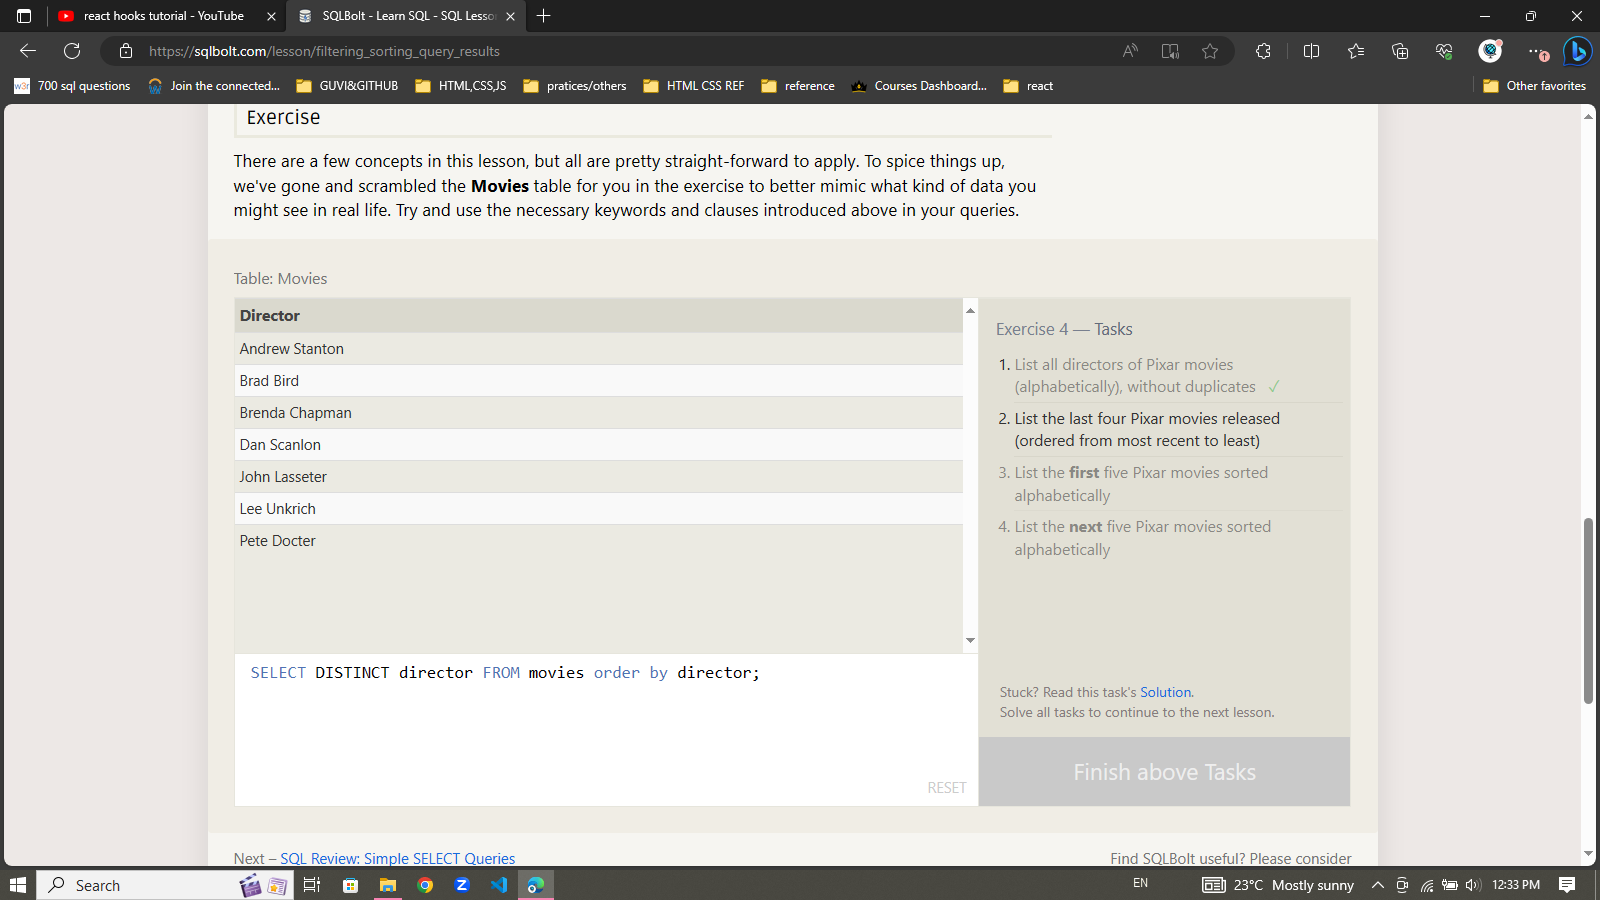 react hooks tutorial - YouTube
SQLBolt - Learn SQL - SQL Lesso
https://sqlbolt.com/lesson/filtering_sorting_query_results
1
700 sql questions
Join the connected...
GUVI&GITHUB
HTML,CSS,JS
pratices/others
HTML CSS REF
reference
Courses Dashboard...
react
Other favorites
Exercise
There are a few concepts in this lesson, but all are pretty straight-forward to apply. To spice things up,
we've gone and scrambled the Movies table for you in the exercise to better mimic what kind of data you
might see in real life. Try and use the necessary keywords and clauses introduced above in your queries.
Table: Movies
Director
Andrew Stanton
Brad Bird
Brenda Chapman
Dan Scanlon
John Lasseter
Lee Unkrich
Pete Docter
SELECT DISTINCT director FROM movies order by director;
RESET
Exercise 4 — Tasks
1. List all directors of Pixar movies
(alphabetically), without duplicates ✓
2. List the last four Pixar movies released
(ordered from most recent to least)
3. List the first five Pixar movies sorted
alphabetically
4. List the next five Pixar movies sorted
alphabetically
Stuck? Read this task's Solution.
Solve all tasks to continue to the next lesson.
Finish above Tasks
Next – SQL Review: Simple SELECT Queries
Find SQLBolt useful? Please consider
Search
EN
23°C Mostly sunny
12:33 PM